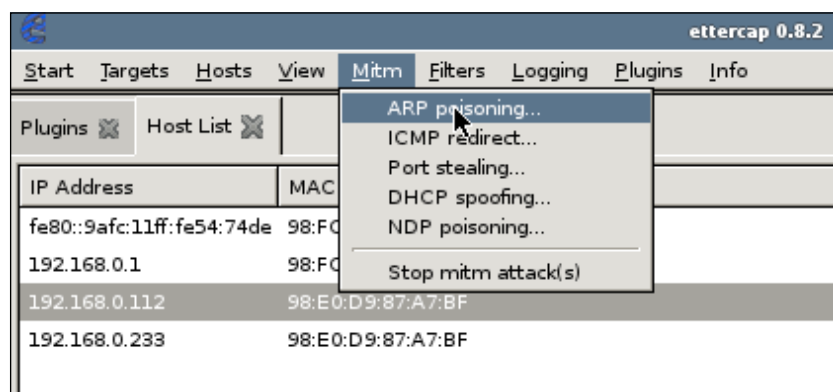 ettercap 0.8.2
Start Targets Hosts View Mitm Filters Logging Plugins Info
ARP poisoning...
ICMP redirect...
Port stealing...
DHCP spoofing...
NDP poisoning...
Stop mitm attack(s)
Plugins Host List
IP Address MAC
fe80::9afc:11ff:fe54:74de 98:FC
192.168.0.1 98:FC
192.168.0.112 98:E0:D9:87:A7:BF
192.168.0.233 98:E0:D9:87:A7:BF